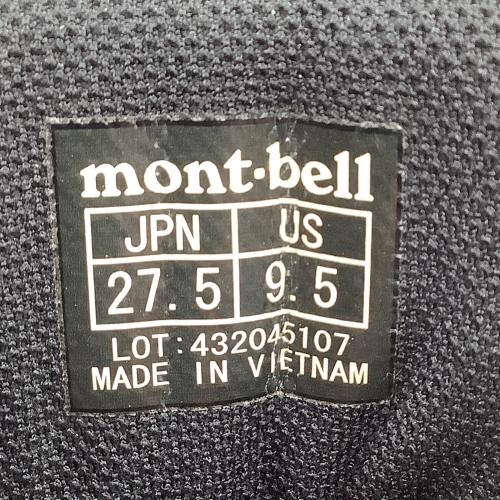 mont-bell
JPN US
27.5 9.5
LOT:432045107
MADE IN VIETNAM